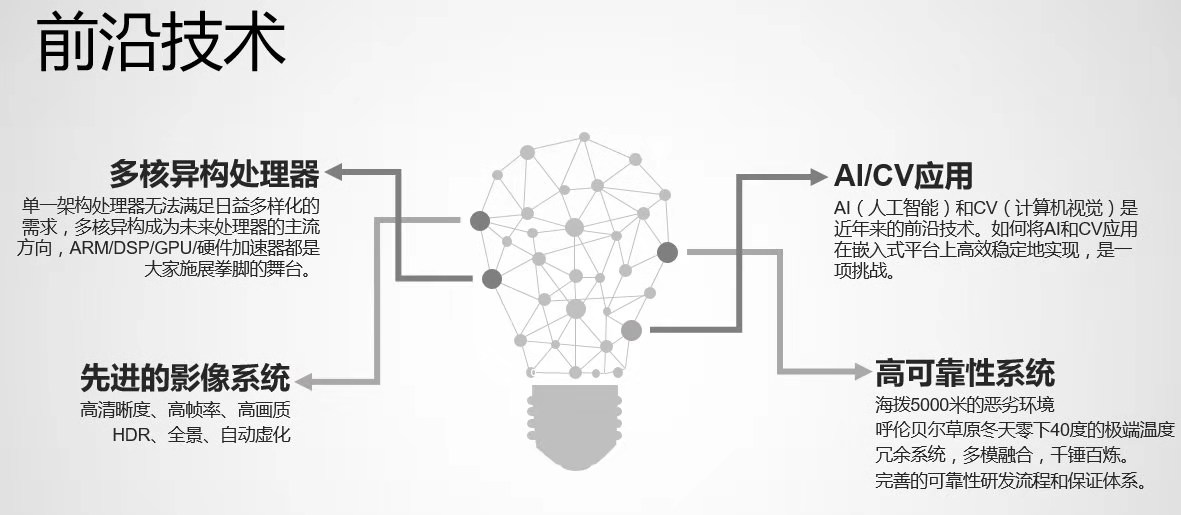 前沿技术
多核异构处理器
单一架构处理器无法满足日益多样化的
需求，多核异构成为未来处理器的主流
方向，ARM/DSP/GPU/硬件加速器都是
大家施展拳脚的舞台。
先进的影像系统
高清晰度、高帧率、高画质
HDR、全景、自动虚化
AI/CV应用
AI（人工智能）和CV（计算机视觉）是
近年来的前沿技术。如何将AI和CV应用
在嵌入式平台上高效稳定地实现，是一
项挑战。
高可靠性系统
海拨5000米的恶劣环境
呼伦贝尔草原冬天零下40度的极端温度
冗余系统，多模融合，千锤百炼。
完善的可靠性研发流程和保证体系。